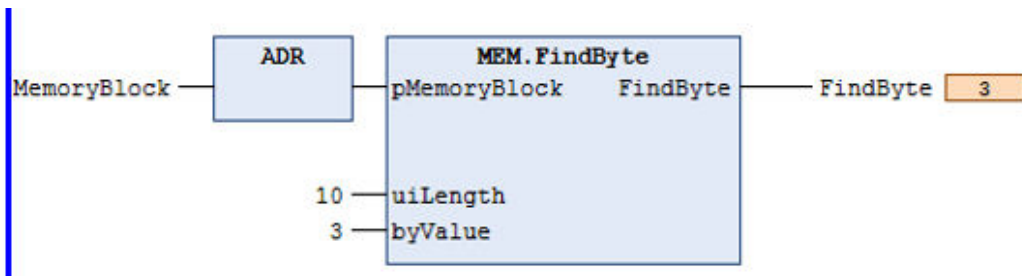 ADR MEM.FindByte
MemoryBlock pMemoryBlock FindByte FindByte 3
10 uiLength
3 byValue